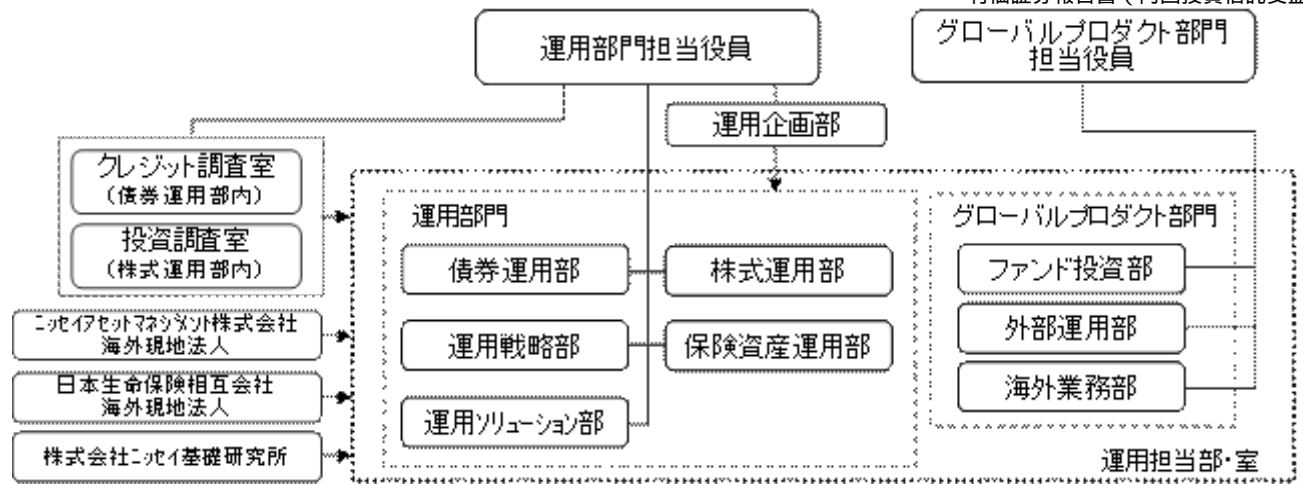 運用部門担当役員
グローバルプロダクト部門
担当役員
運用企画部
クレジット調査室
(債券運用部内)
投資調査室
(株式運用部内)
ニッセイアセットマネジメント株式会社
海外現地法人
日本生命保険相互会社
海外現地法人
株式会社ニッセイ基礎研究所
運用部門
債券運用部
株式運用部
運用戦略部
保険資産運用部
運用ソリューション部
グローバルプロダクト部門
ファンド投資部
外部運用部
海外業務部
運用担当部・室